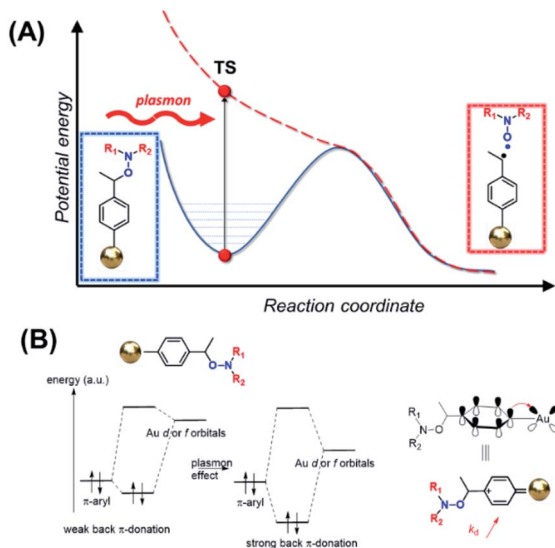 (A)
TS
plasmon
R1 N R2
O
R1 N R2
O
Potential energy
Reaction coordinate
(B)
O–N R1
R2
energy (a.u.)
Au d or f orbitals
π-aryl
weak back π-donation
plasmon
effect
Au d or f orbitals
π-aryl
strong back π-donation
R1
N–O
R2
Au
R1
N–O
R2
+
kd